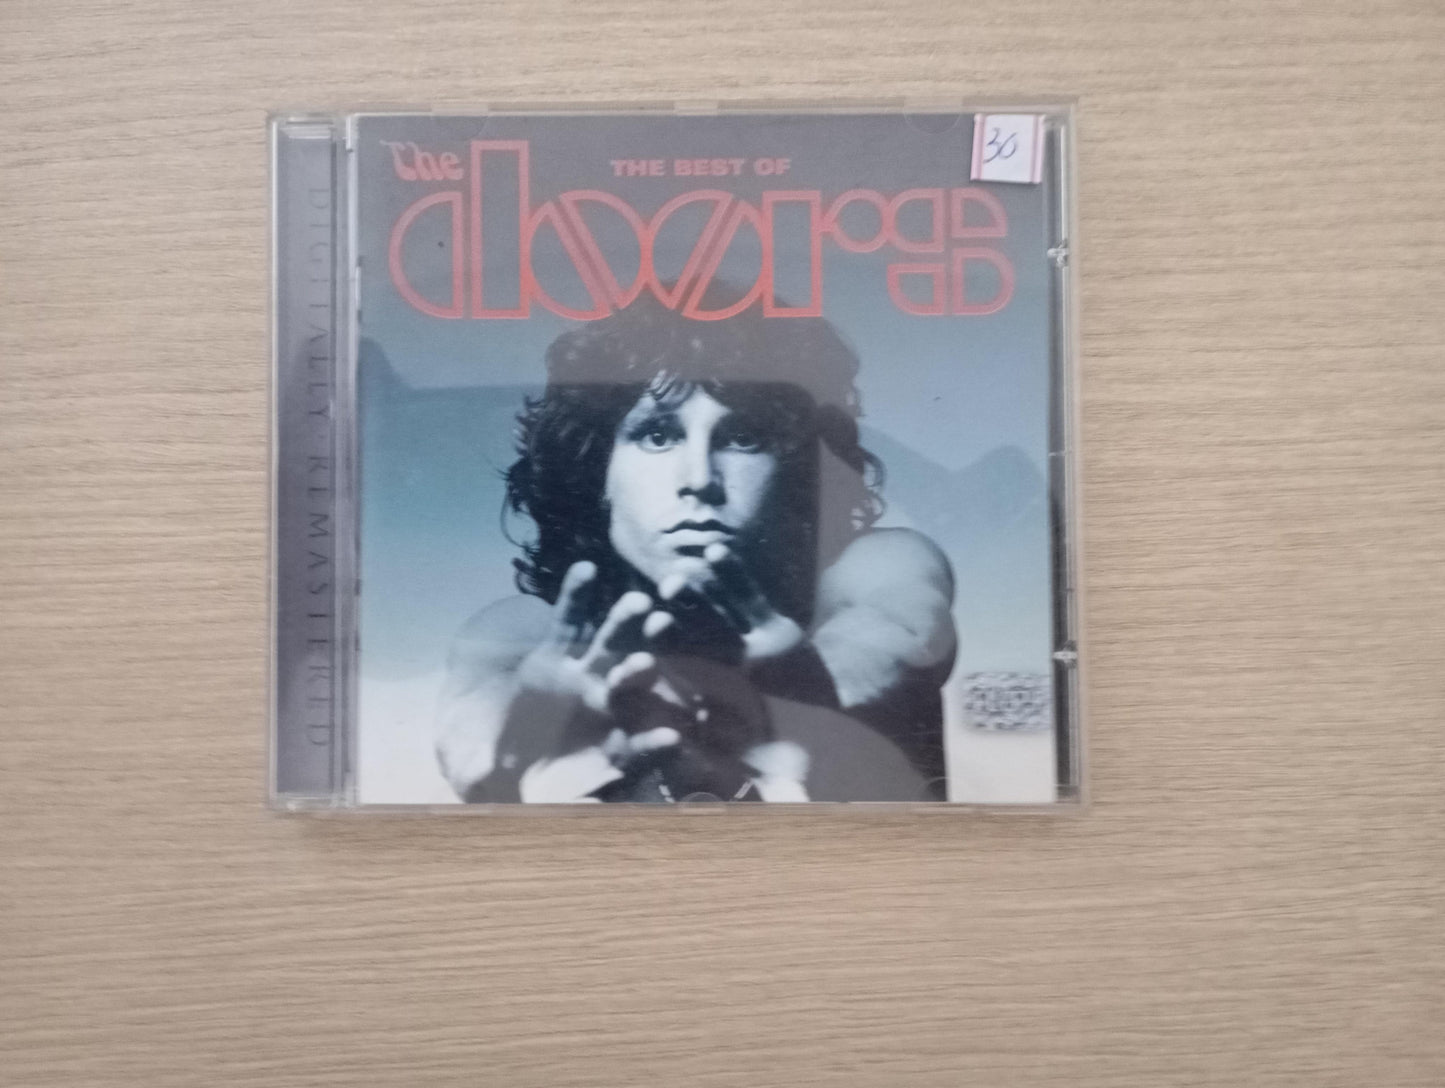 The
THE BEST OF
doors
30
DIGITALLY REMASTERED